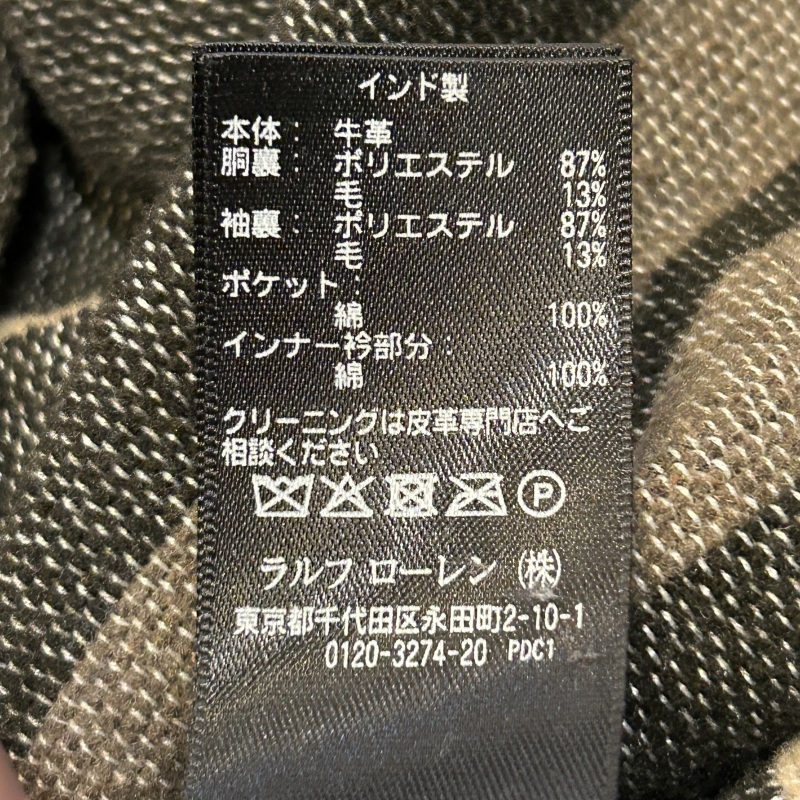 インド製
本体： 牛革
胴裏： ポリエステル 87%
毛 13%
袖裏： ポリエステル 87%
毛 13%
ポケット：
綿 100%
インナー衿部分：
綿 100%
クリーニングは皮革専門店へご
相談ください
P
ラルフ ローレン (株)
東京都千代田区永田町2-10-1
0120-3274-20 PDC1